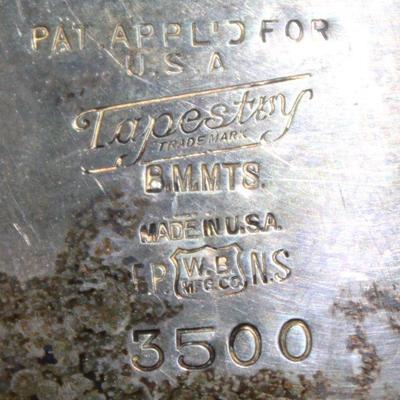 PAT. APPL'D FOR
U.S.A
Tapestry
TRADE MARK
B.M.MTS.
MADE IN U.S.A.
E.P. W.B. MFG.CO. N.S
3500